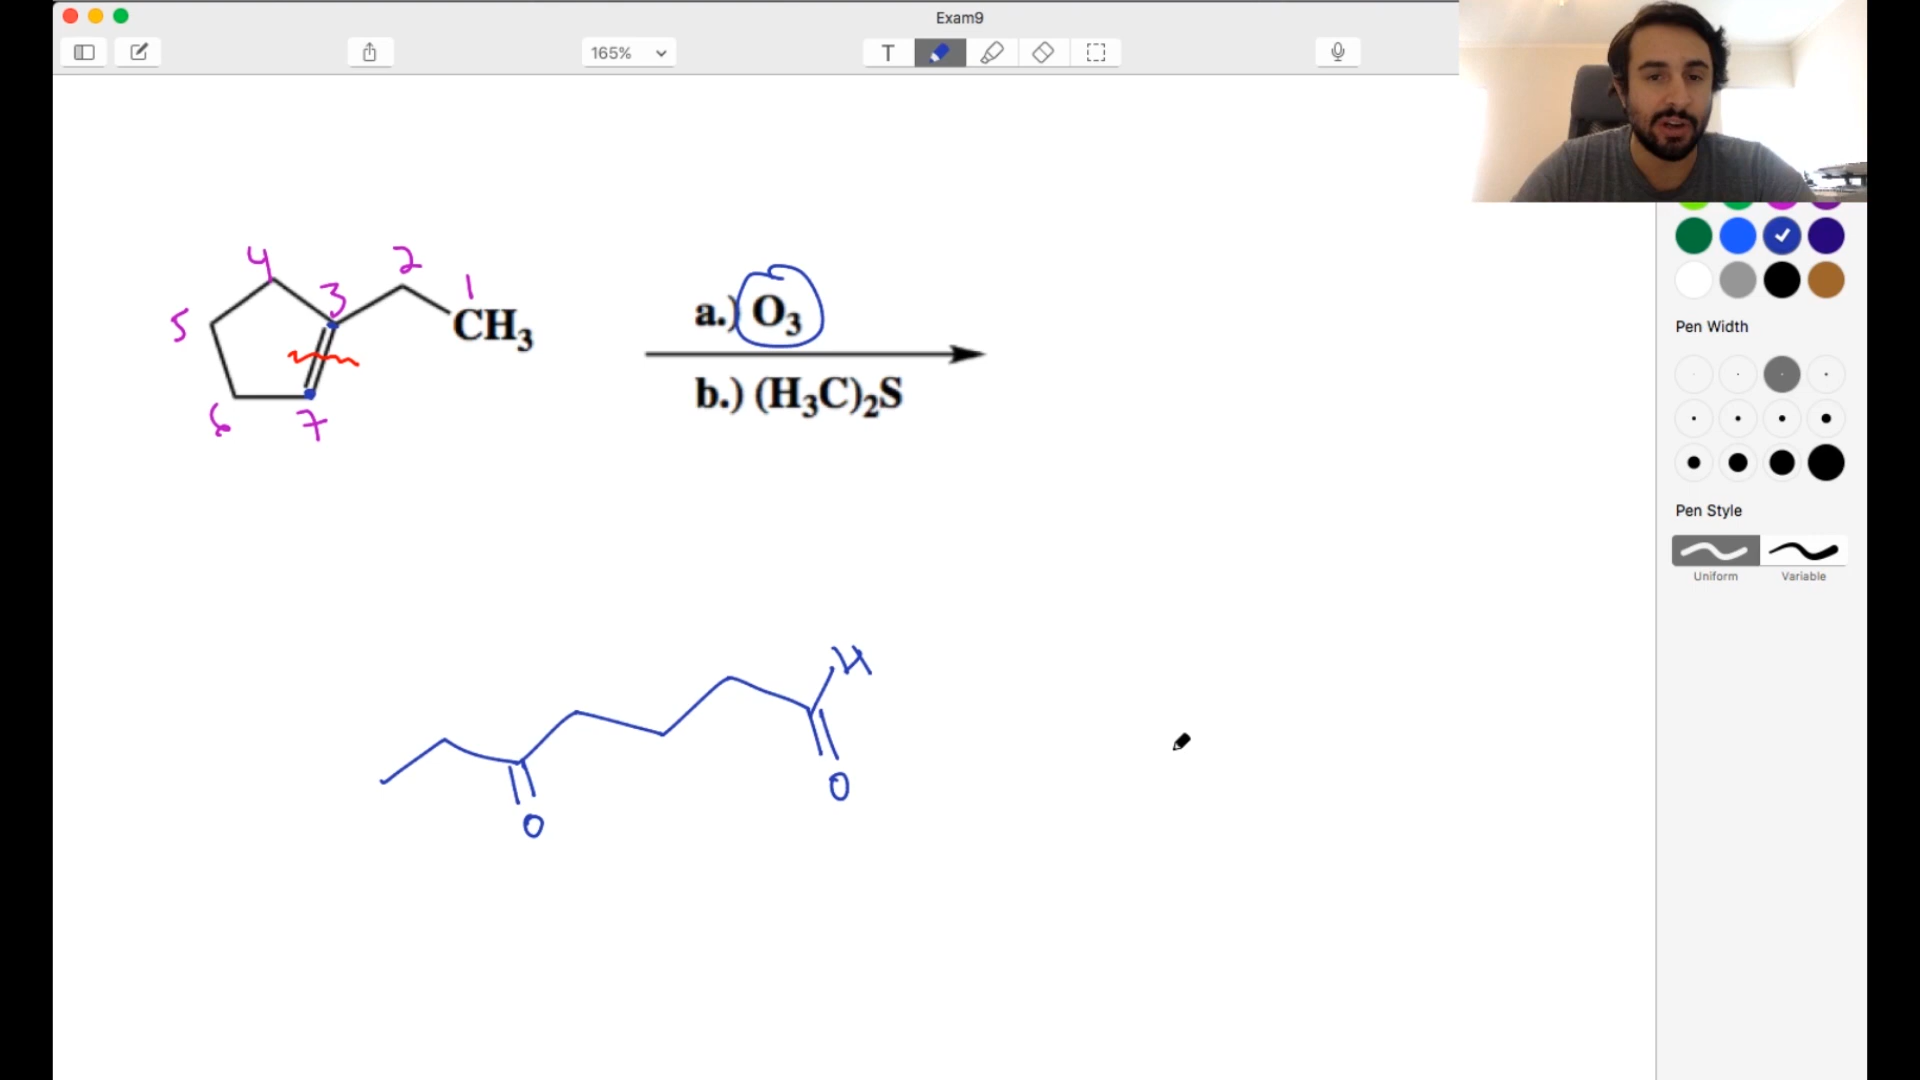 Exam9
165%
T
4
2
3
1
5
CH3
6
7
a.) O3
b.) (H3C)2S
Pen Width
Pen Style
Uniform
Variable
H
O
O